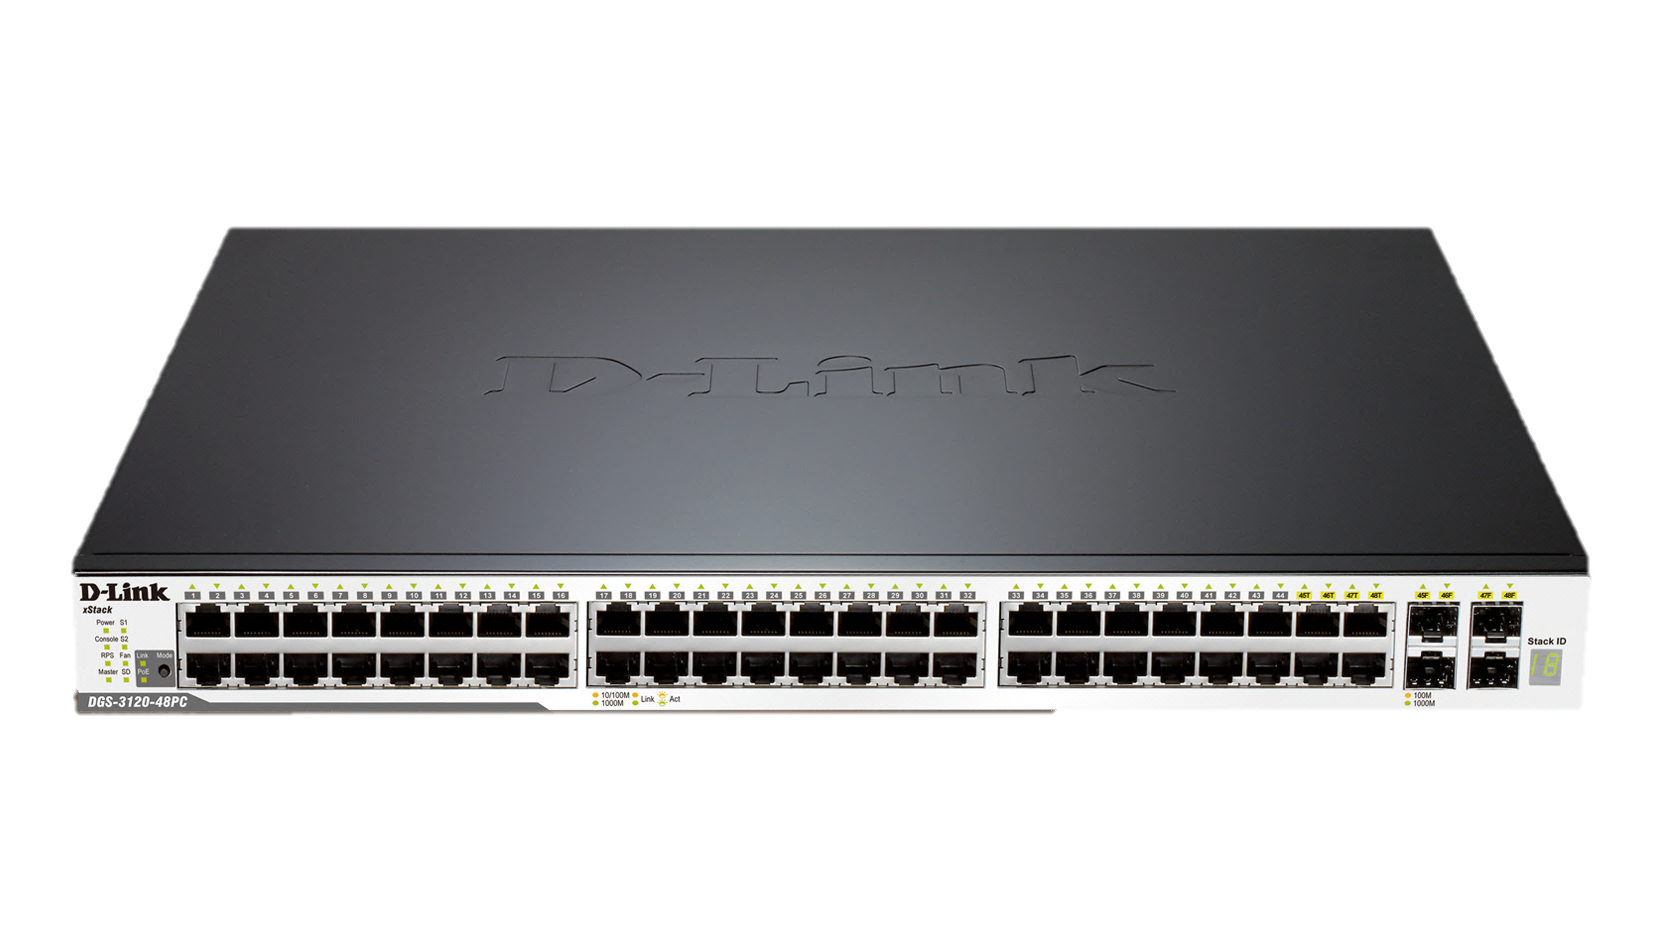 D-Link
D-Link
xStack
Power S1
Console S2
RPS Fan
Master SD
Link Mode
PoE
DGS-3120-48PC
1 2 3 4 5 6 7 8 9 10 11 12 13 14 15 16
17 18 19 20 21 22 23 24 25 26 27 28 29 30 31 32
33 34 35 36 37 38 39 40 41 42 43 44 45T 46T 47T 48T
45F 46F 47F 48F
10/100M Link Act
1000M
100M
1000M
Stack ID
18